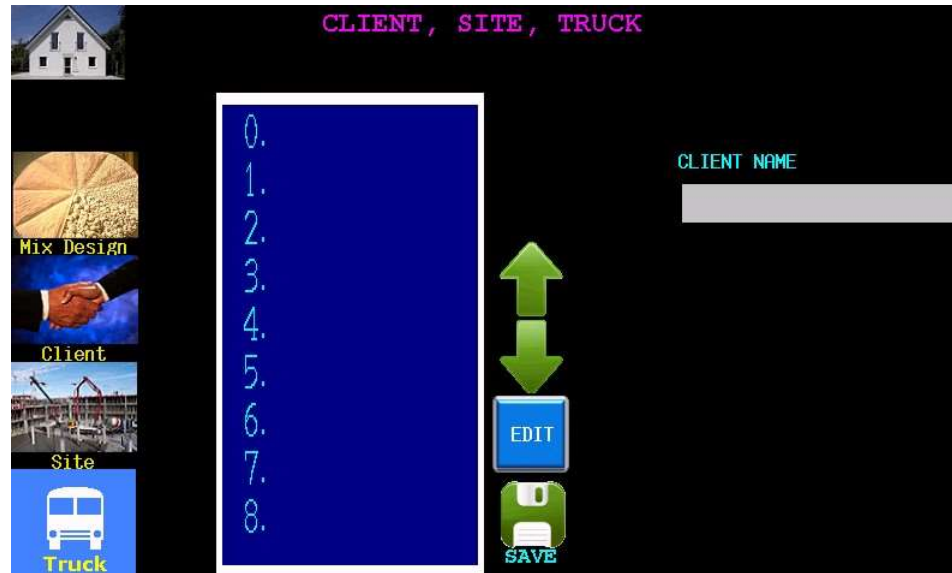 CLIENT, SITE, TRUCK
Mix Design
Client
Site
Truck
0.
1.
2.
3.
4.
5.
6.
7.
8.
EDIT
SAVE
CLIENT NAME